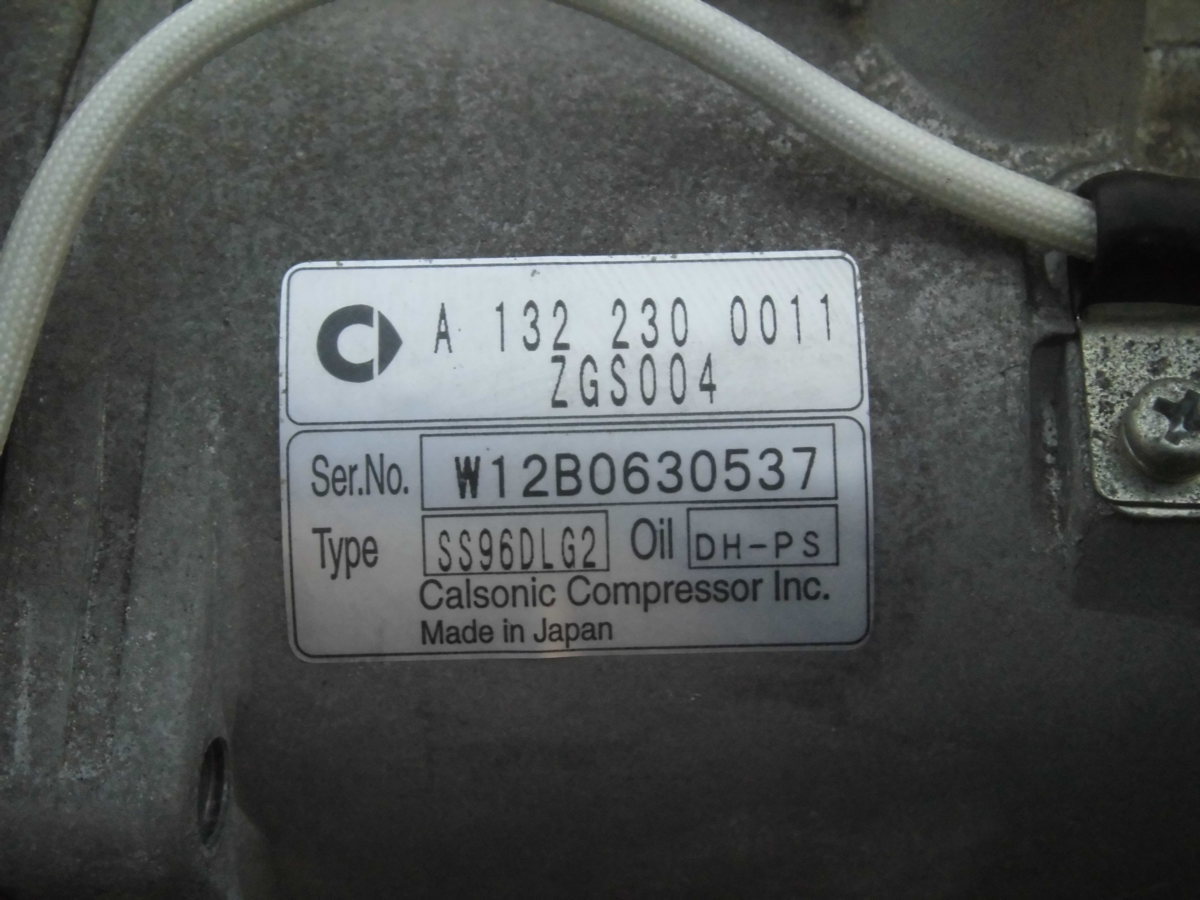 A 132 230 0011
ZGS004
Ser.No. W12B0630537
Type SS96DLG2 Oil DH-PS
Calsonic Compressor Inc.
Made in Japan